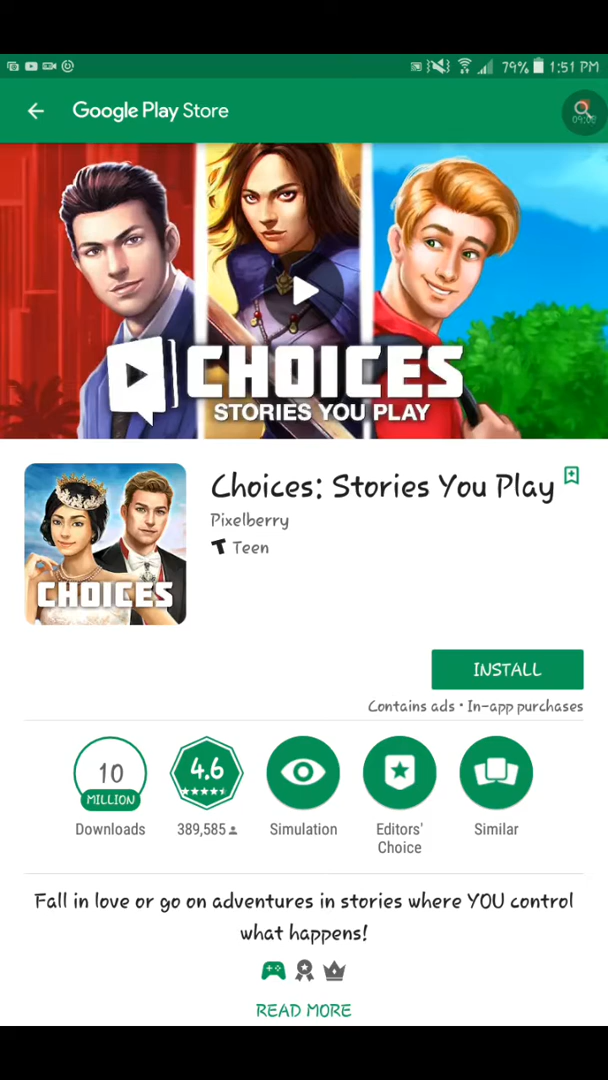 79% 1:51 PM
Google Play Store
09:09
CHOICES
STORIES YOU PLAY
CHOICES
Choices: Stories You Play
Pixelberry
T Teen
INSTALL
Contains ads • In-app purchases
10
MILLION
Downloads
4.6
389,585
Simulation
Editors'
Choice
Similar
Fall in love or go on adventures in stories where YOU control
what happens!
READ MORE